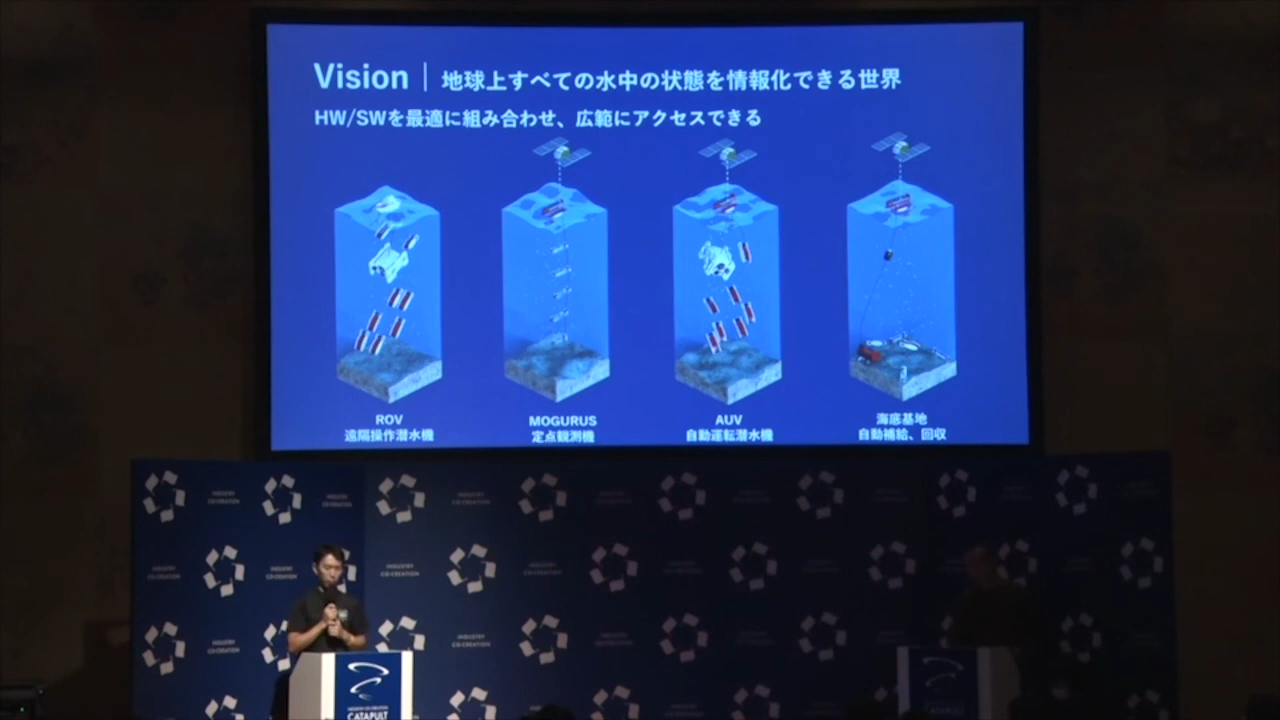 Vision | 地球上すべての水中の状態を情報化できる世界
HW/SWを最適に組み合わせ、広範にアクセスできる
ROV
遠隔操作潜水機
MOGURUS
定点観測機
AUV
自動運転潜水機
海底基地
自動補給、回収
INDUSTRY
CO-CREATION
INDUSTRY CO-CREATION
CATAPULT